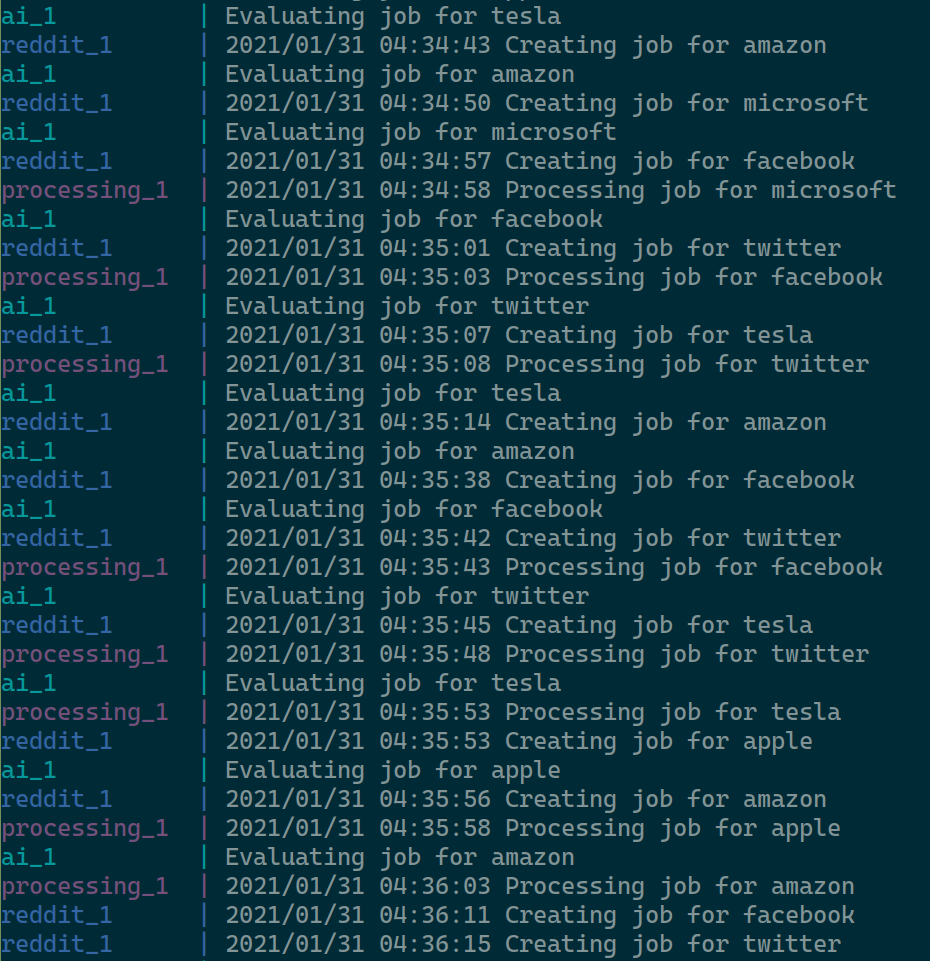 ai_1 | Evaluating job for tesla
reddit_1 | 2021/01/31 04:34:43 Creating job for amazon
ai_1 | Evaluating job for amazon
reddit_1 | 2021/01/31 04:34:50 Creating job for microsoft
ai_1 | Evaluating job for microsoft
reddit_1 | 2021/01/31 04:34:57 Creating job for facebook
processing_1 | 2021/01/31 04:34:58 Processing job for microsoft
ai_1 | Evaluating job for facebook
reddit_1 | 2021/01/31 04:35:01 Creating job for twitter
processing_1 | 2021/01/31 04:35:03 Processing job for facebook
ai_1 | Evaluating job for twitter
reddit_1 | 2021/01/31 04:35:07 Creating job for tesla
processing_1 | 2021/01/31 04:35:08 Processing job for twitter
ai_1 | Evaluating job for tesla
reddit_1 | 2021/01/31 04:35:14 Creating job for amazon
ai_1 | Evaluating job for amazon
reddit_1 | 2021/01/31 04:35:38 Creating job for facebook
ai_1 | Evaluating job for facebook
reddit_1 | 2021/01/31 04:35:42 Creating job for twitter
processing_1 | 2021/01/31 04:35:43 Processing job for facebook
ai_1 | Evaluating job for twitter
reddit_1 | 2021/01/31 04:35:45 Creating job for tesla
processing_1 | 2021/01/31 04:35:48 Processing job for twitter
ai_1 | Evaluating job for tesla
processing_1 | 2021/01/31 04:35:53 Processing job for tesla
reddit_1 | 2021/01/31 04:35:53 Creating job for apple
ai_1 | Evaluating job for apple
reddit_1 | 2021/01/31 04:35:56 Creating job for amazon
processing_1 | 2021/01/31 04:35:58 Processing job for apple
ai_1 | Evaluating job for amazon
processing_1 | 2021/01/31 04:36:03 Processing job for amazon
reddit_1 | 2021/01/31 04:36:11 Creating job for facebook
reddit_1 | 2021/01/31 04:36:15 Creating job for twitter